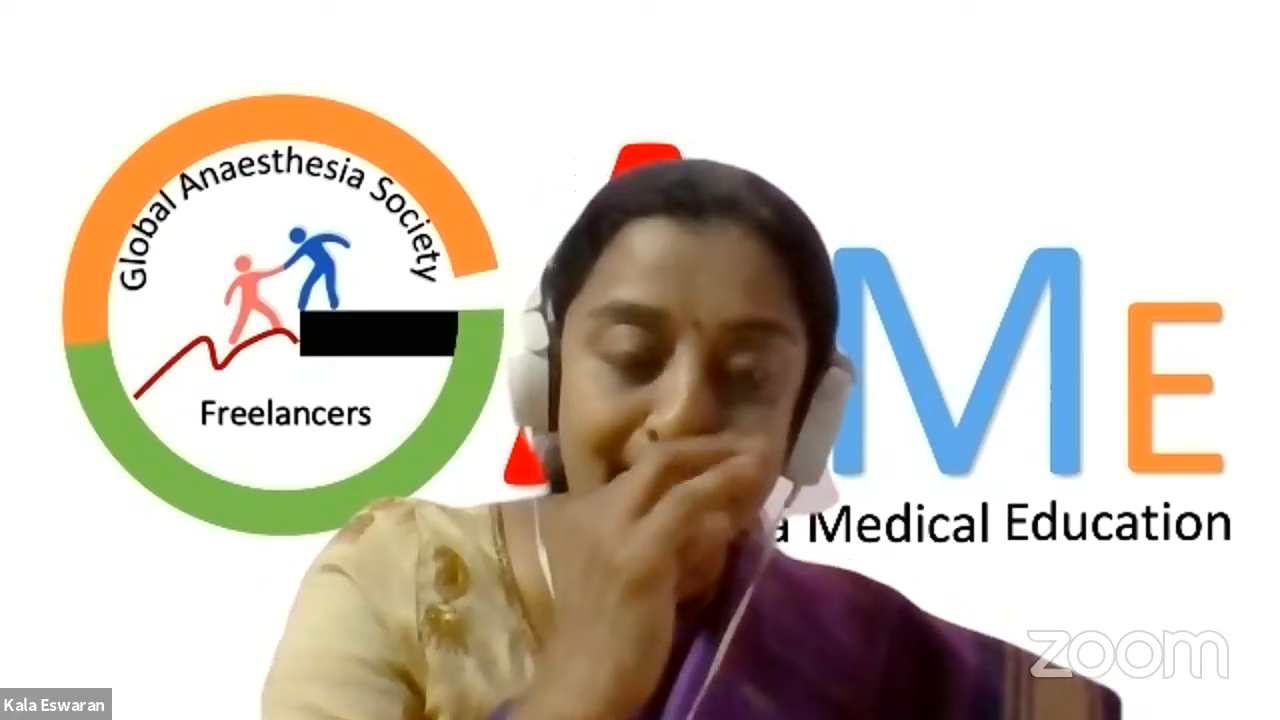 Global Anaesthesia Society
Freelancers
ME
Medical Education
zoom
Kala Eswaran